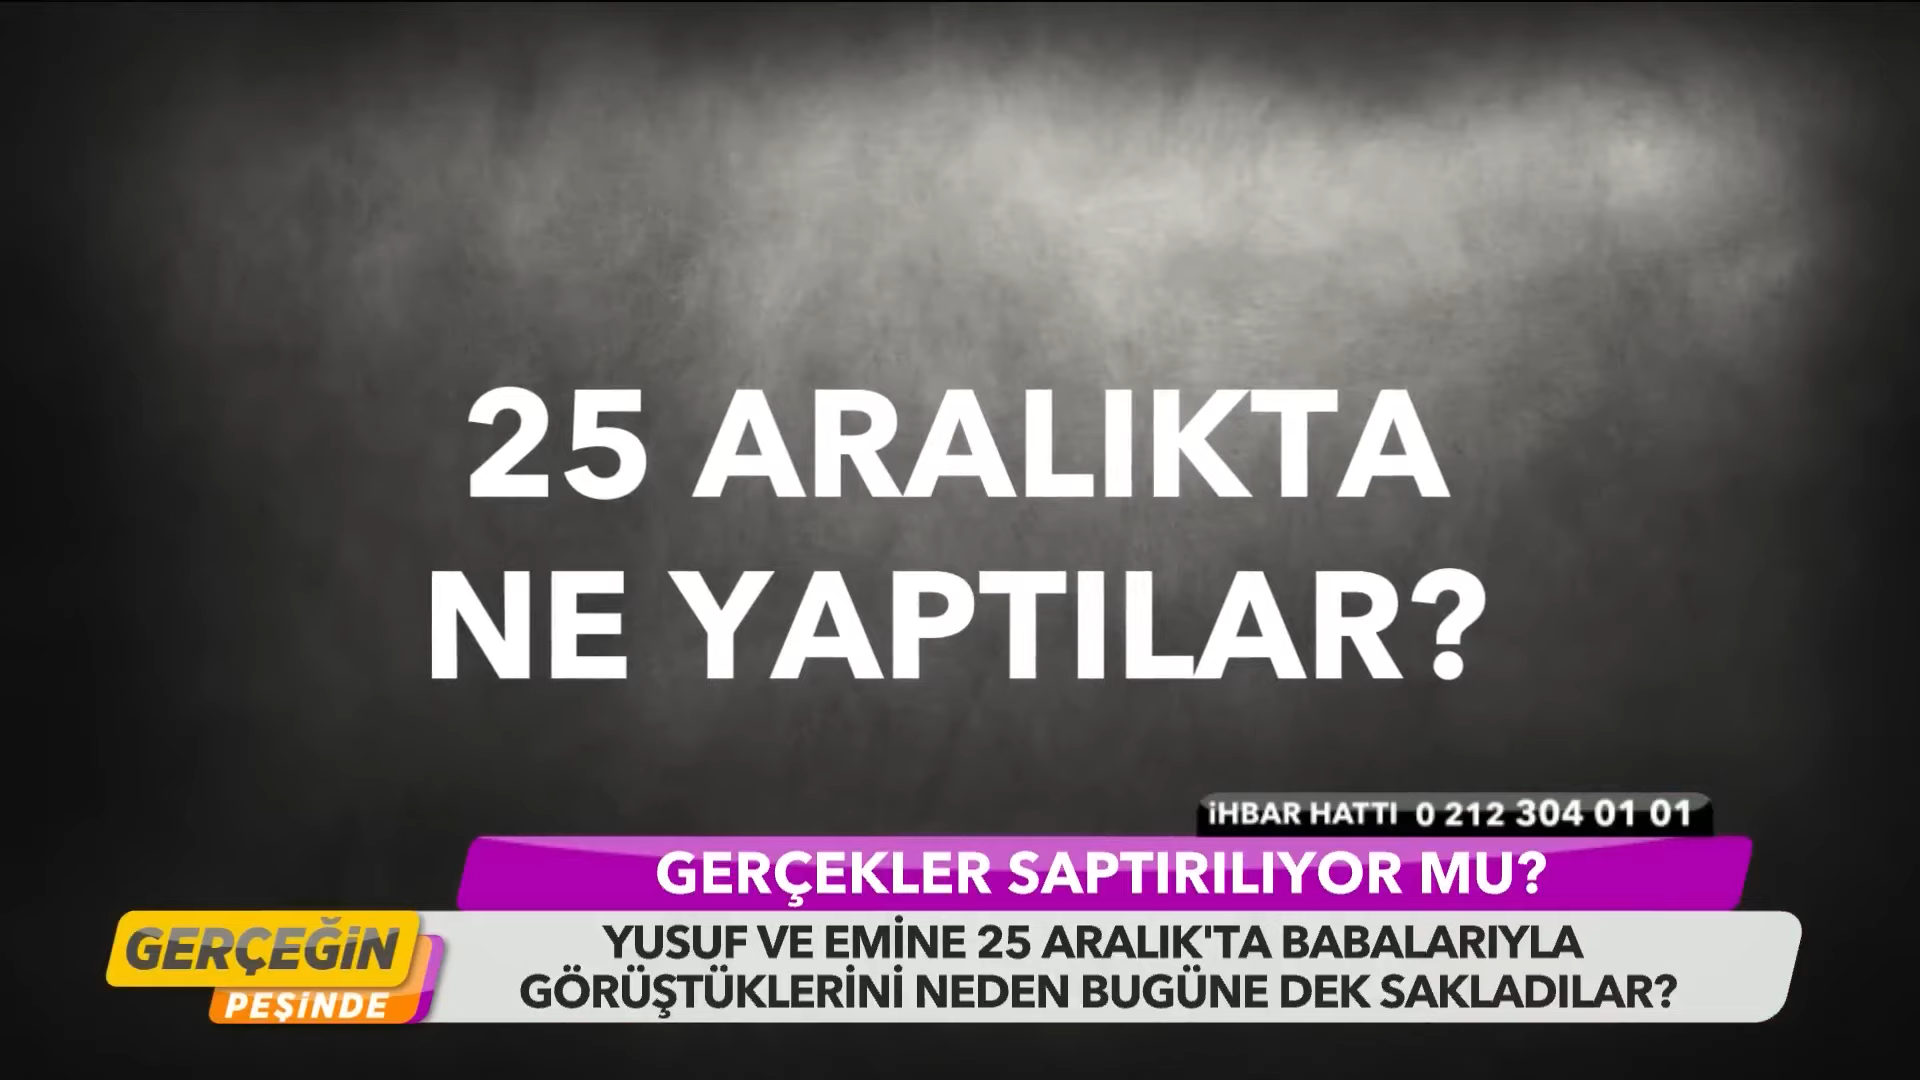 25 ARALIKTA
NE YAPTILAR?
İHBAR HATTI 0 212 304 01 01
GERÇEKLER SAPTIRILIYOR MU?
GERÇEĞİN
PEŞİNDE
YUSUF VE EMİNE 25 ARALIK'TA BABALARIYLA
GÖRÜŞTÜKLERİNİ NEDEN BUGÜNE DEK SAKLADILAR?